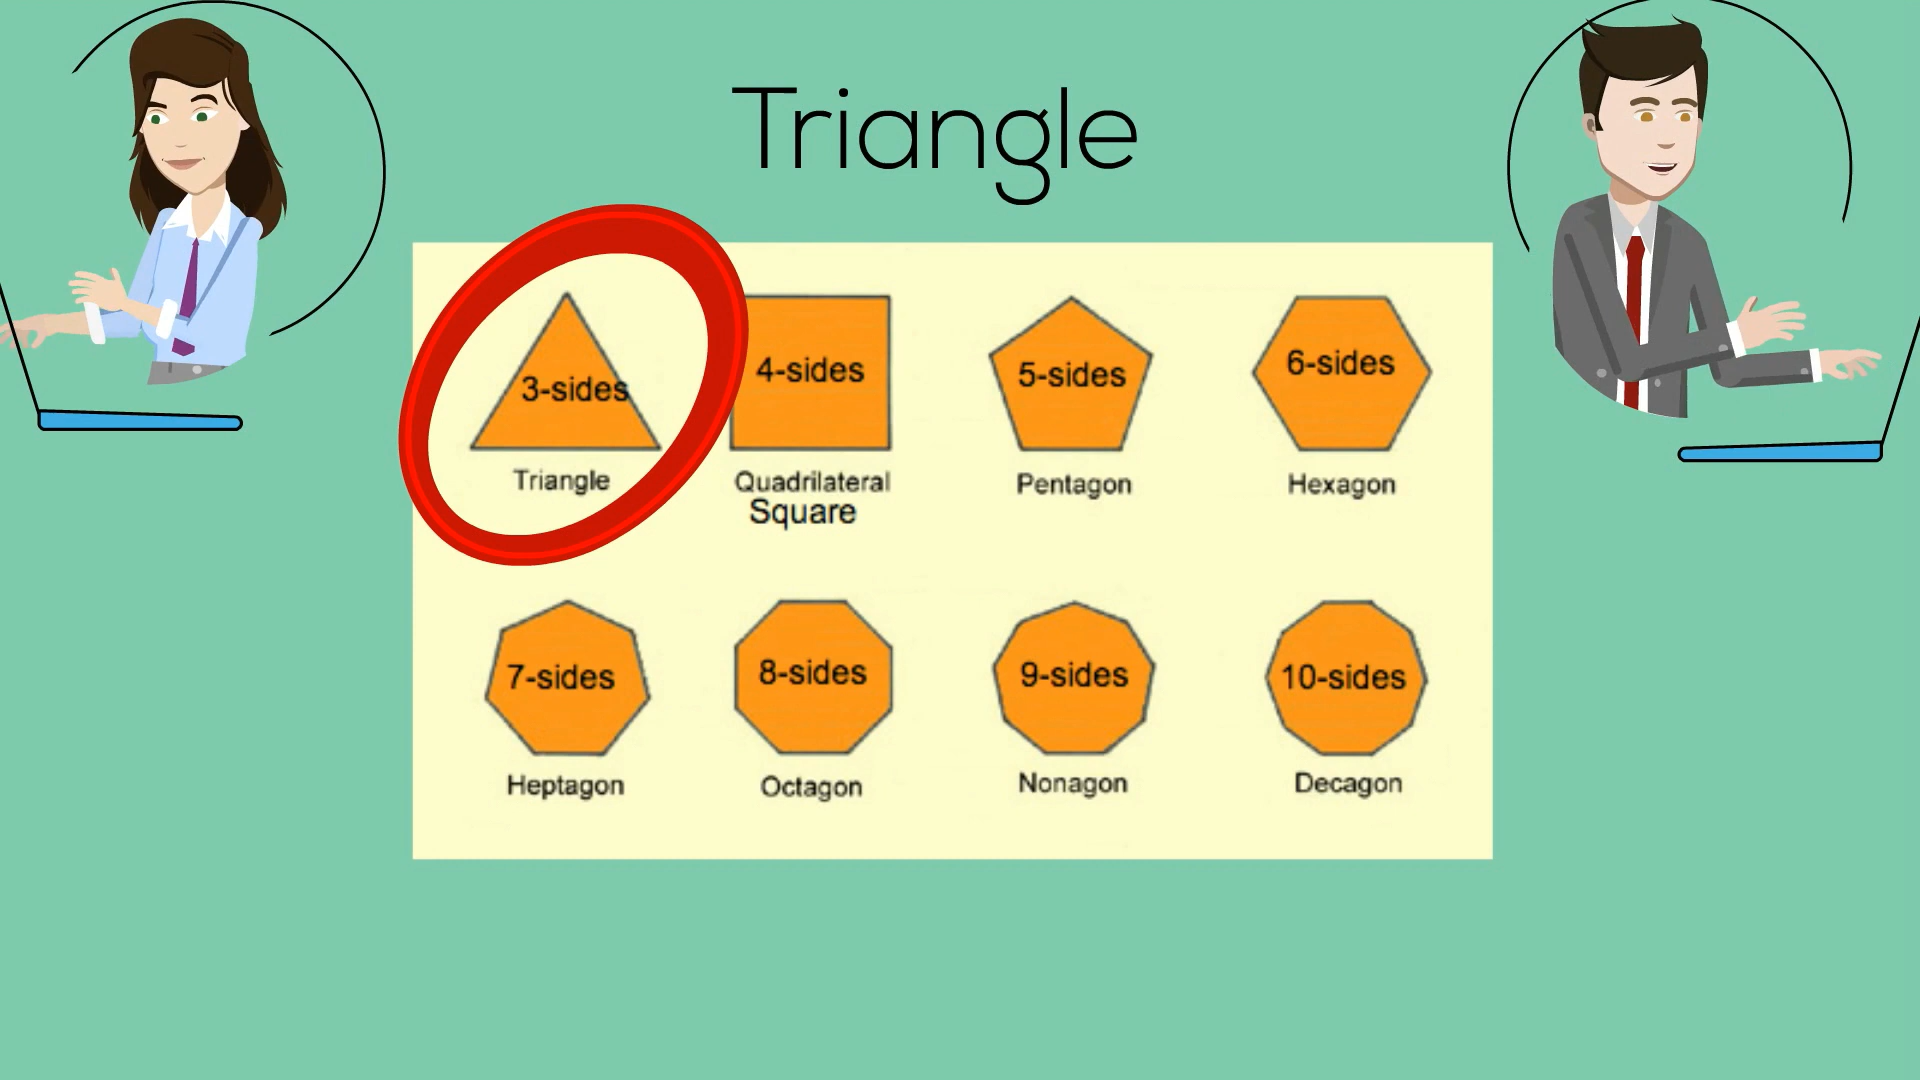 Triangle
3-sides
4-sides
5-sides
6-sides
Triangle
Quadrilateral
Square
Pentagon
Hexagon
7-sides
8-sides
9-sides
10-sides
Heptagon
Octagon
Nonagon
Decagon